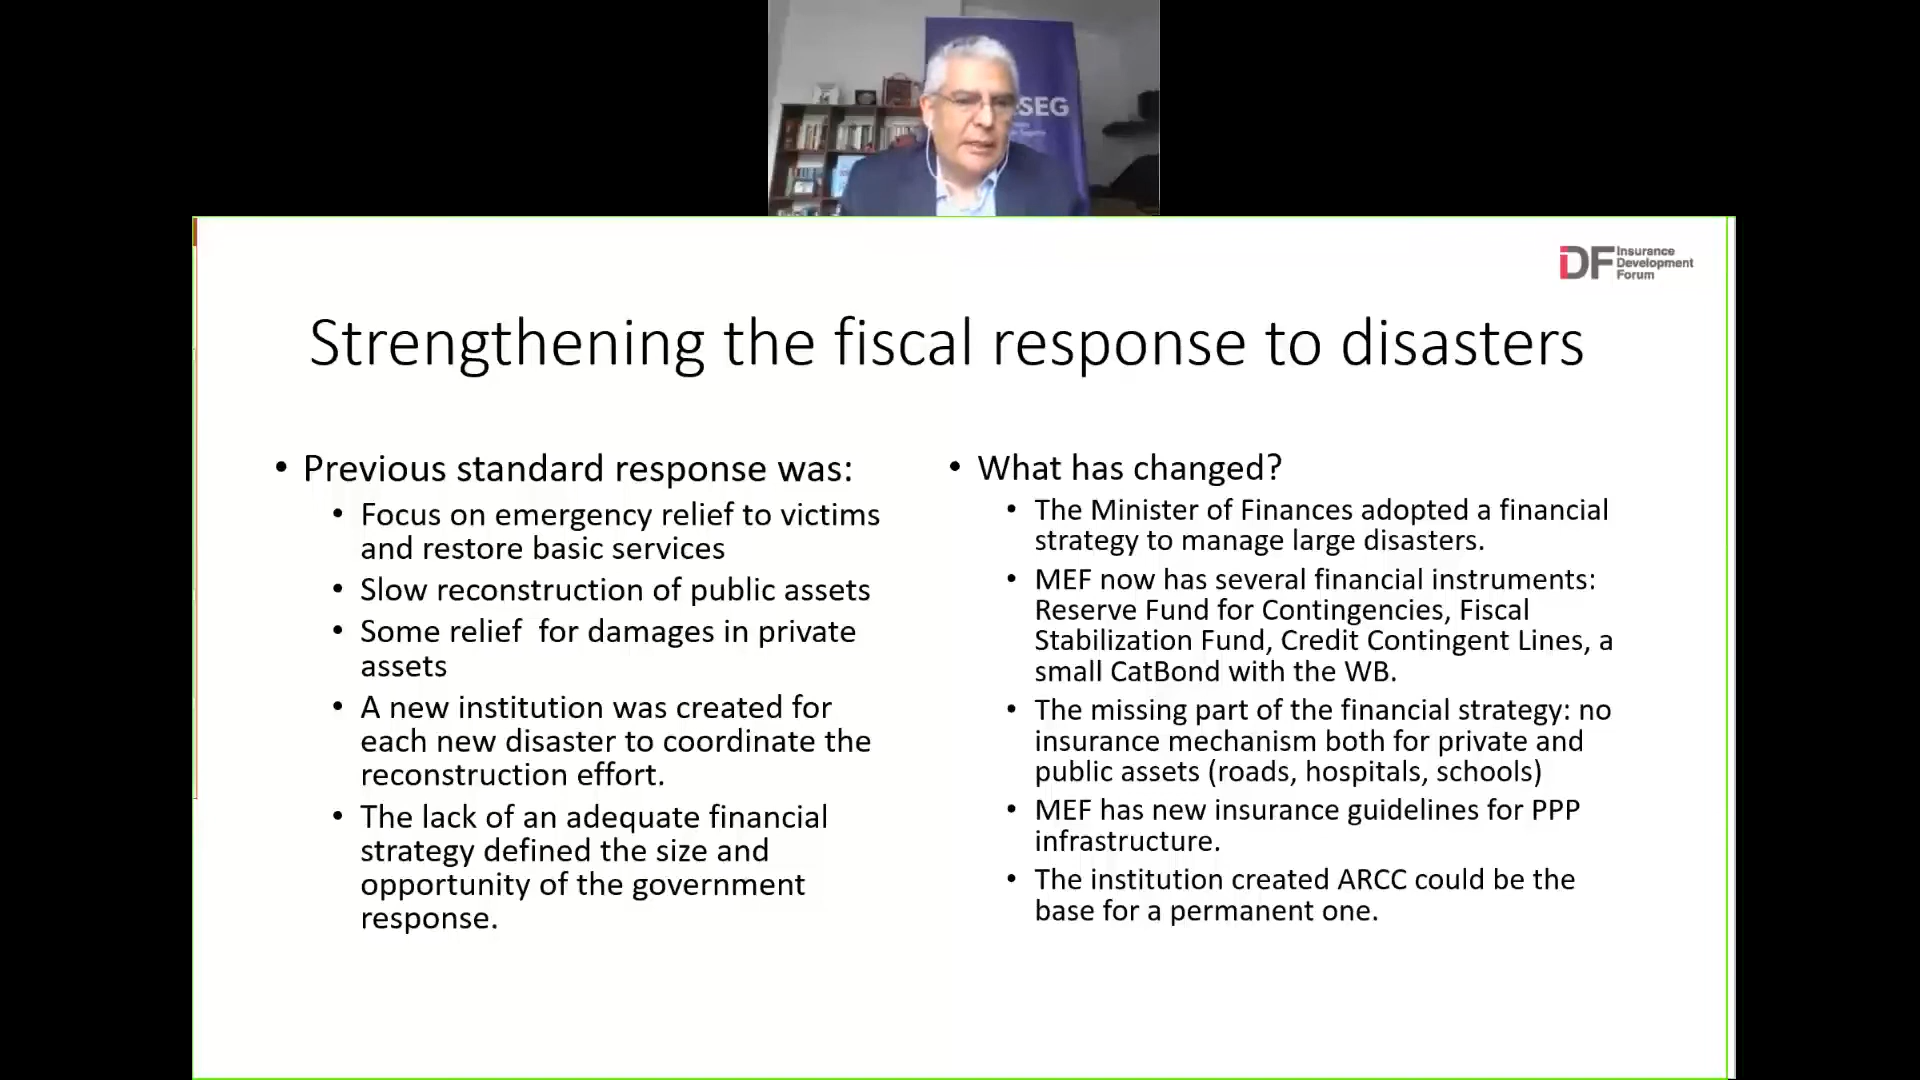 SEG
DF Insurance
Development
Forum
Strengthening the fiscal response to disasters
• Previous standard response was:
• Focus on emergency relief to victims
and restore basic services
• Slow reconstruction of public assets
• Some relief  for damages in private
assets
• A new institution was created for
each new disaster to coordinate the
reconstruction effort.
• The lack of an adequate financial
strategy defined the size and
opportunity of the government
response.
• What has changed?
• The Minister of Finances adopted a financial
strategy to manage large disasters.
• MEF now has several financial instruments:
Reserve Fund for Contingencies, Fiscal
Stabilization Fund, Credit Contingent Lines, a
small CatBond with the WB.
• The missing part of the financial strategy: no
insurance mechanism both for private and
public assets (roads, hospitals, schools)
• MEF has new insurance guidelines for PPP
infrastructure.
• The institution created ARCC could be the
base for a permanent one.